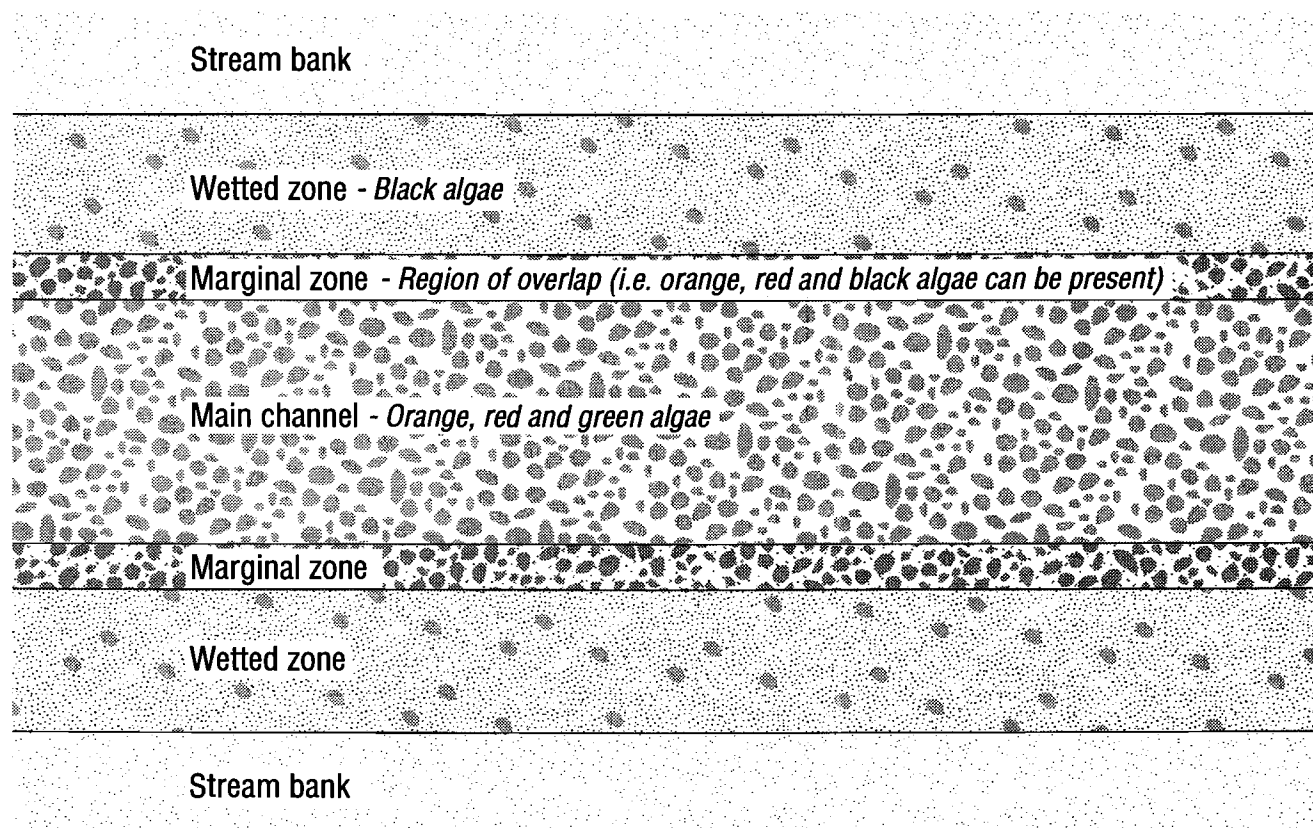 Stream bank
Wetted zone - Black algae
Marginal zone - Region of overlap (i.e. orange, red and black algae can be present)
Main channel - Orange, red and green algae
Marginal zone
Wetted zone
Stream bank